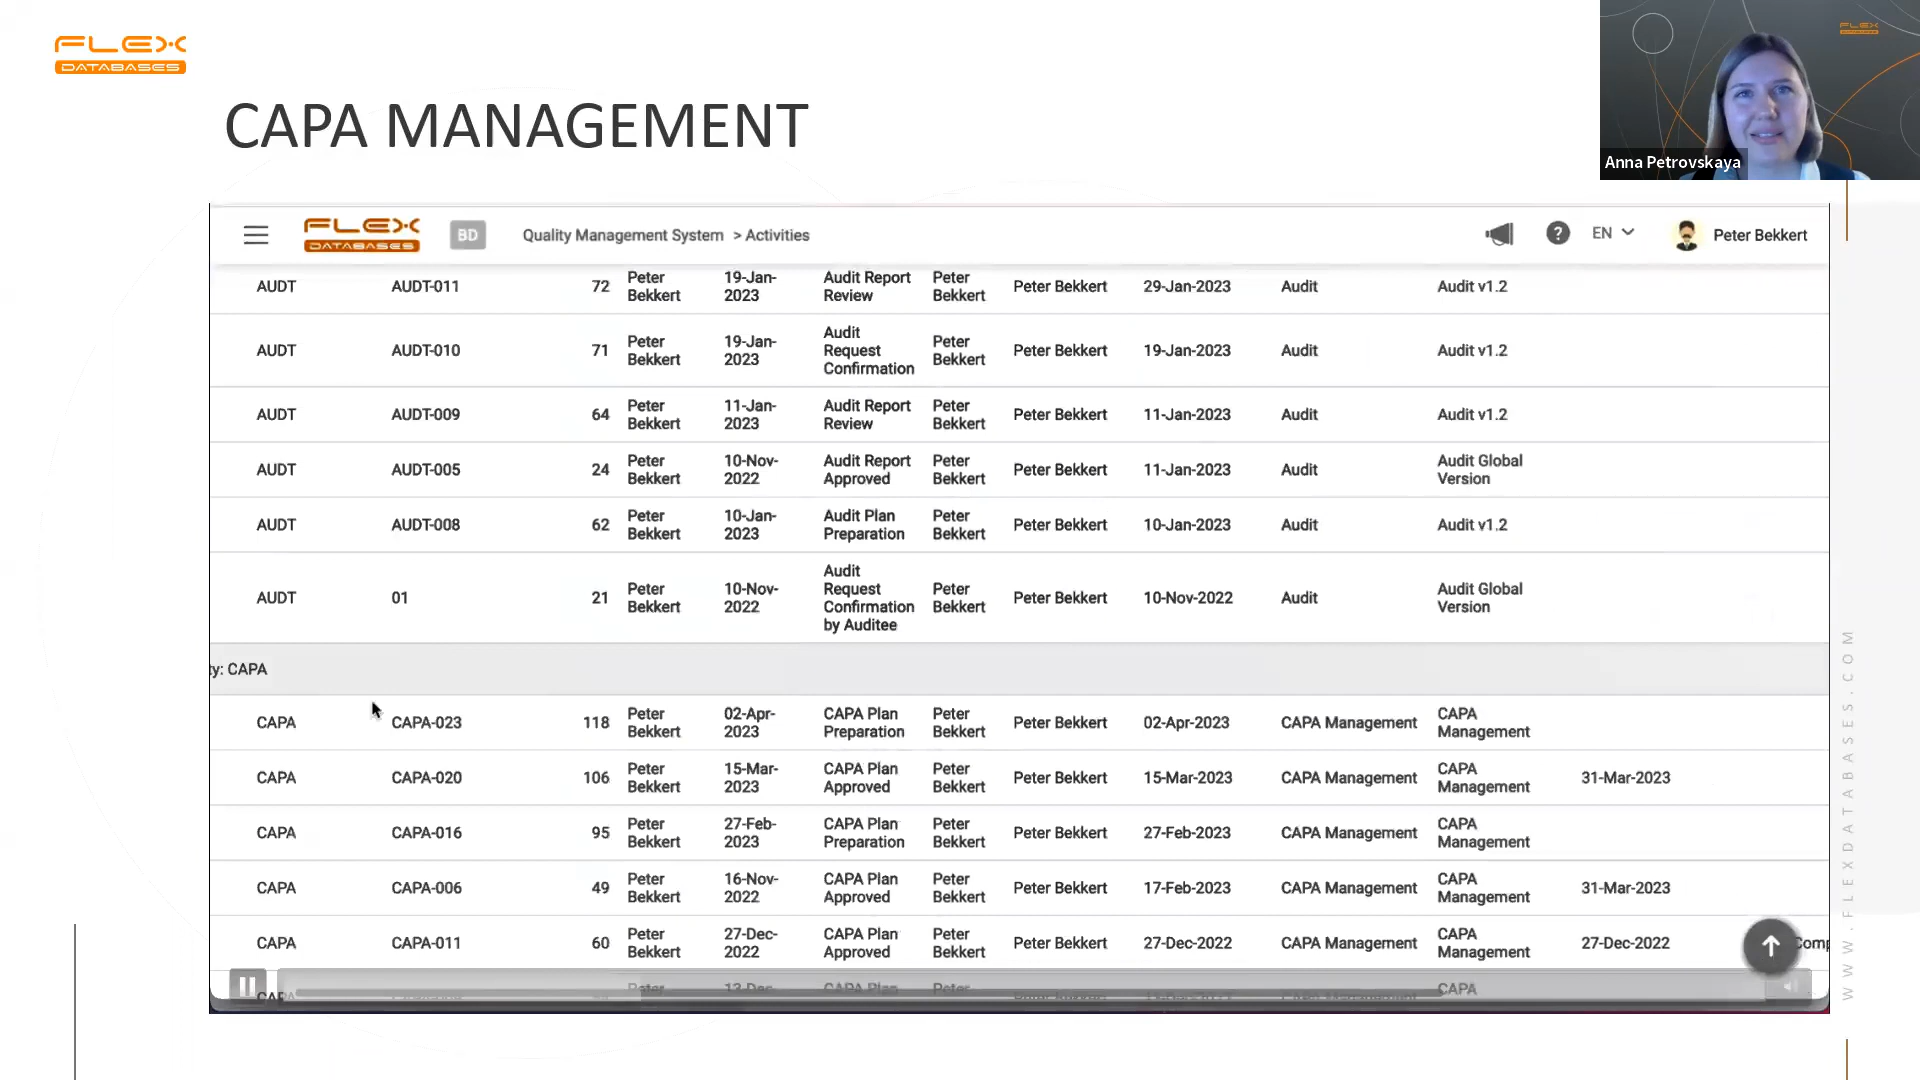 FLEX
DATABASES
CAPA MANAGEMENT
FLEX
DATABASES
Anna Petrovskaya
FLEX
DATABASES
BD
Quality Management System > Activities
?
EN
Peter Bekkert
AUDT AUDT-011 72 Peter Bekkert 19-Jan-2023 Audit Report Review Peter Bekkert Peter Bekkert 29-Jan-2023 Audit Audit v1.2
AUDT AUDT-010 71 Peter Bekkert 19-Jan-2023 Audit Request Confirmation Peter Bekkert Peter Bekkert 19-Jan-2023 Audit Audit v1.2
AUDT AUDT-009 64 Peter Bekkert 11-Jan-2023 Audit Report Review Peter Bekkert Peter Bekkert 11-Jan-2023 Audit Audit v1.2
AUDT AUDT-005 24 Peter Bekkert 10-Nov-2022 Audit Report Approved Peter Bekkert Peter Bekkert 11-Jan-2023 Audit Audit Global Version
AUDT AUDT-008 62 Peter Bekkert 10-Jan-2023 Audit Plan Preparation Peter Bekkert Peter Bekkert 10-Jan-2023 Audit Audit v1.2
AUDT 01 21 Peter Bekkert 10-Nov-2022 Audit Request Confirmation by Auditee Peter Bekkert Peter Bekkert 10-Nov-2022 Audit Audit Global Version
ty: CAPA
CAPA CAPA-023 118 Peter Bekkert 02-Apr-2023 CAPA Plan Preparation Peter Bekkert Peter Bekkert 02-Apr-2023 CAPA Management CAPA Management
CAPA CAPA-020 106 Peter Bekkert 15-Mar-2023 CAPA Plan Approved Peter Bekkert Peter Bekkert 15-Mar-2023 CAPA Management CAPA Management 31-Mar-2023
CAPA CAPA-016 95 Peter Bekkert 27-Feb-2023 CAPA Plan Preparation Peter Bekkert Peter Bekkert 27-Feb-2023 CAPA Management CAPA Management
CAPA CAPA-006 49 Peter Bekkert 16-Nov-2022 CAPA Plan Approved Peter Bekkert Peter Bekkert 17-Feb-2023 CAPA Management CAPA Management 31-Mar-2023
CAPA CAPA-011 60 Peter Bekkert 27-Dec-2022 CAPA Plan Approved Peter Bekkert Peter Bekkert 27-Dec-2022 CAPA Management CAPA Management 27-Dec-2022 Comp
CAPA Peter 13-Dec- CAPA Plan Peter CAPA
WWW.FLEXDATABASES.COM